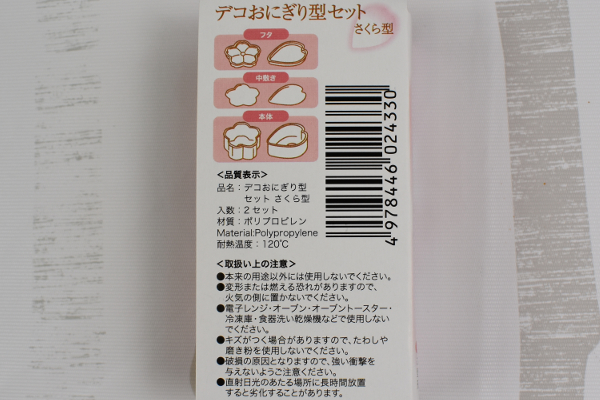 デコおにぎり型セット
さくら型
フタ
中敷き
本体
4 978446 024330
<品質表示>
品名：デコおにぎり型
セット さくら型
入数：2セット
材質：ポリプロピレン
Material:Polypropylene
耐熱温度：120℃
<取扱い上の注意>
●本来の用途以外には使用しないでください。
●変形または燃える恐れがありますので、
火気の側に置かないでください。
●電子レンジ・オーブン・オーブントースター・
冷凍庫・食器洗い乾燥機などで使用しない
でください。
●キズがつく場合がありますので、たわしや
磨き粉を使用しないでください。
●破損の原因となりますので、強い衝撃を
与えないようご注意ください。
●直射日光のあたる場所に長時間放置
すると劣化することがあります。